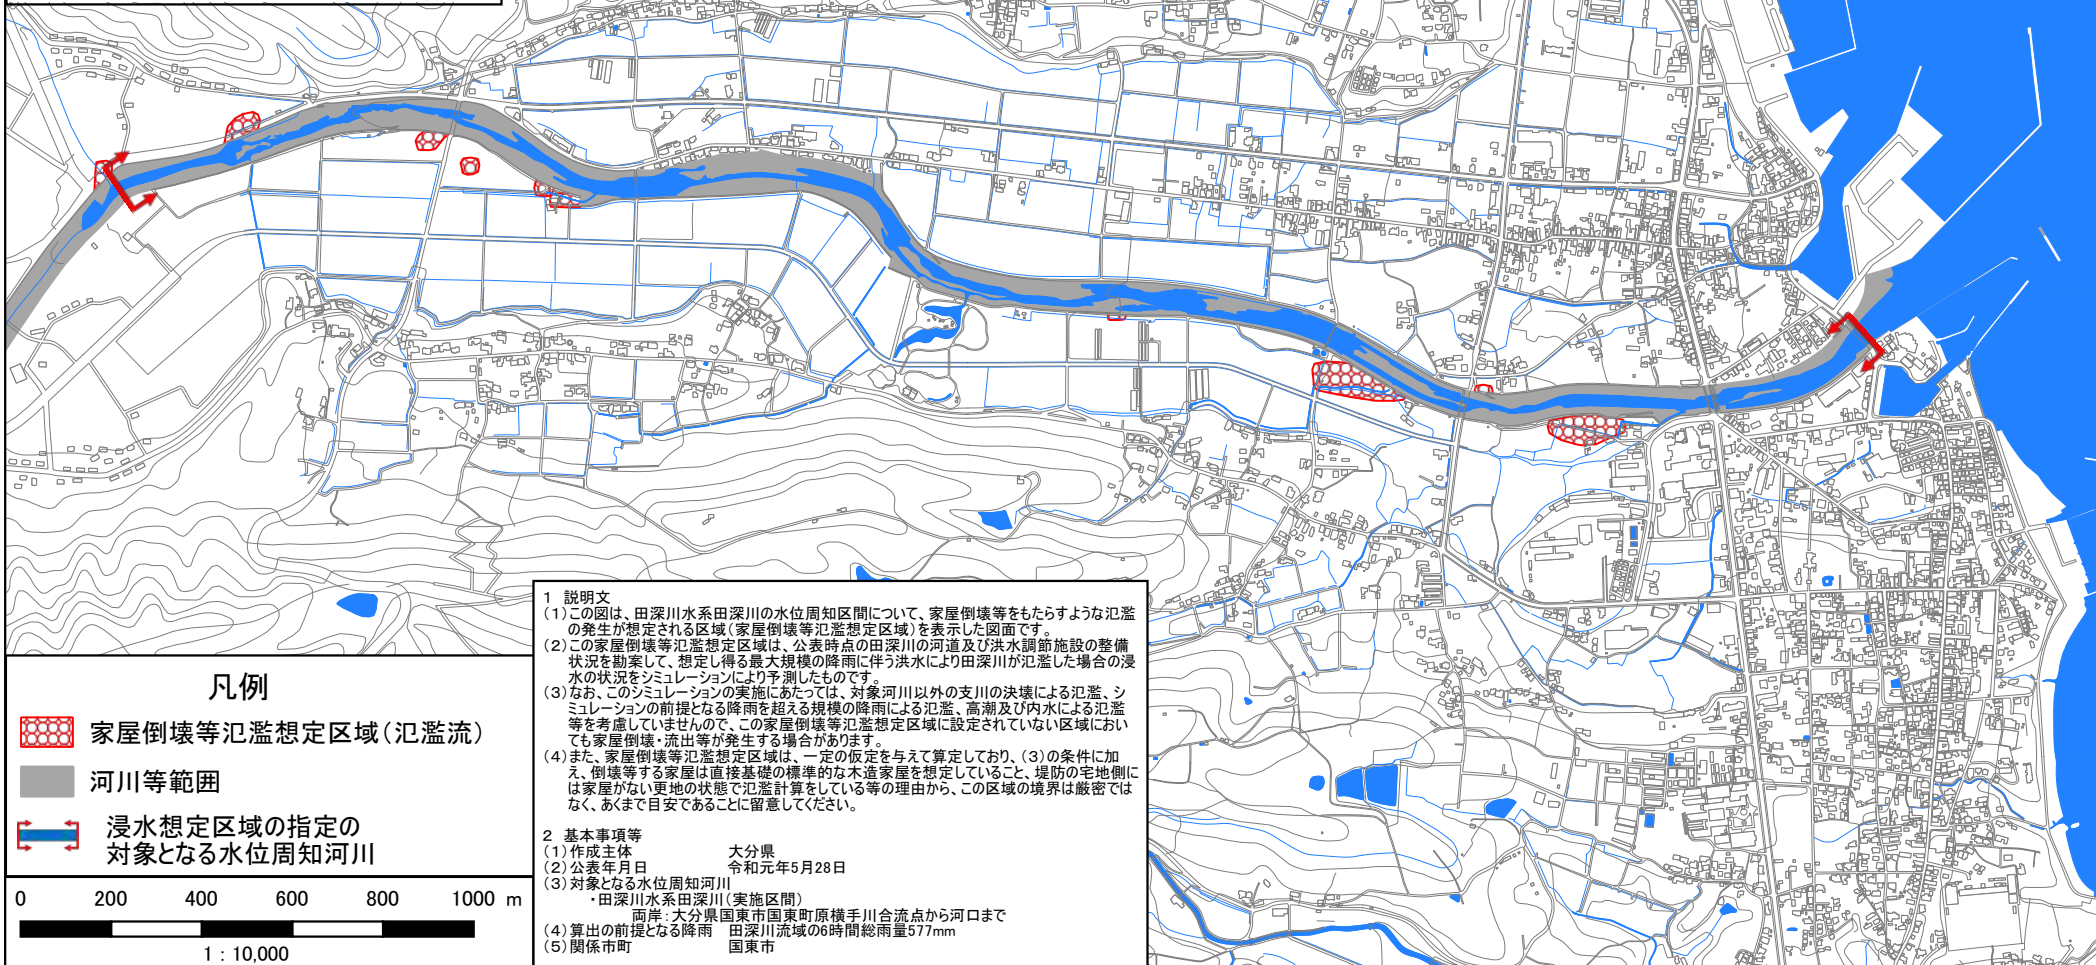 1 説明文
(1)この図は、田深川水系田深川の水位周知区間について、家屋倒壊等をもたらすような氾濫
の発生が想定される区域(家屋倒壊等氾濫想定区域)を表示した図面です。
(2)この家屋倒壊等氾濫想定区域は、公表時点の田深川の河道及び洪水調節施設の整備
状況を勘案して、想定し得る最大規模の降雨に伴う洪水により田深川が氾濫した場合の浸
水の状況をシミュレーションにより予測したものです。
(3)なお、このシミュレーションの実施にあたっては、対象河川以外の支川の決壊による氾濫、シ
ミュレーションの前提となる降雨を超える規模の降雨による氾濫、高潮及び内水による氾濫
等を考慮していませんので、この家屋倒壊等氾濫想定区域に設定されていない区域におい
ても家屋倒壊・流出等が発生する場合があります。
(4)また、家屋倒壊等氾濫想定区域は、一定の仮定を与えて算定しており、(3)の条件に加
え、倒壊等する家屋は直接基礎の標準的な木造家屋を想定していること、堤防の宅地側に
は家屋がない更地の状態で氾濫計算をしている等の理由から、この区域の境界は厳密では
なく、あくまで目安であることに留意してください。
2 基本事項等
(1)作成主体 大分県
(2)公表年月日 令和元年5月28日
(3)対象となる水位周知河川
・田深川水系田深川(実施区間)
両岸:大分県国東市国東町原横手川合流点から河口まで
(4)算出の前提となる降雨 田深川流域の6時間総雨量577mm
(5)関係市町 国東市
凡例
家屋倒壊等氾濫想定区域(氾濫流)
河川等範囲
浸水想定区域の指定の
対象となる水位周知河川
0 200 400 600 800 1000 m
1 : 10,000